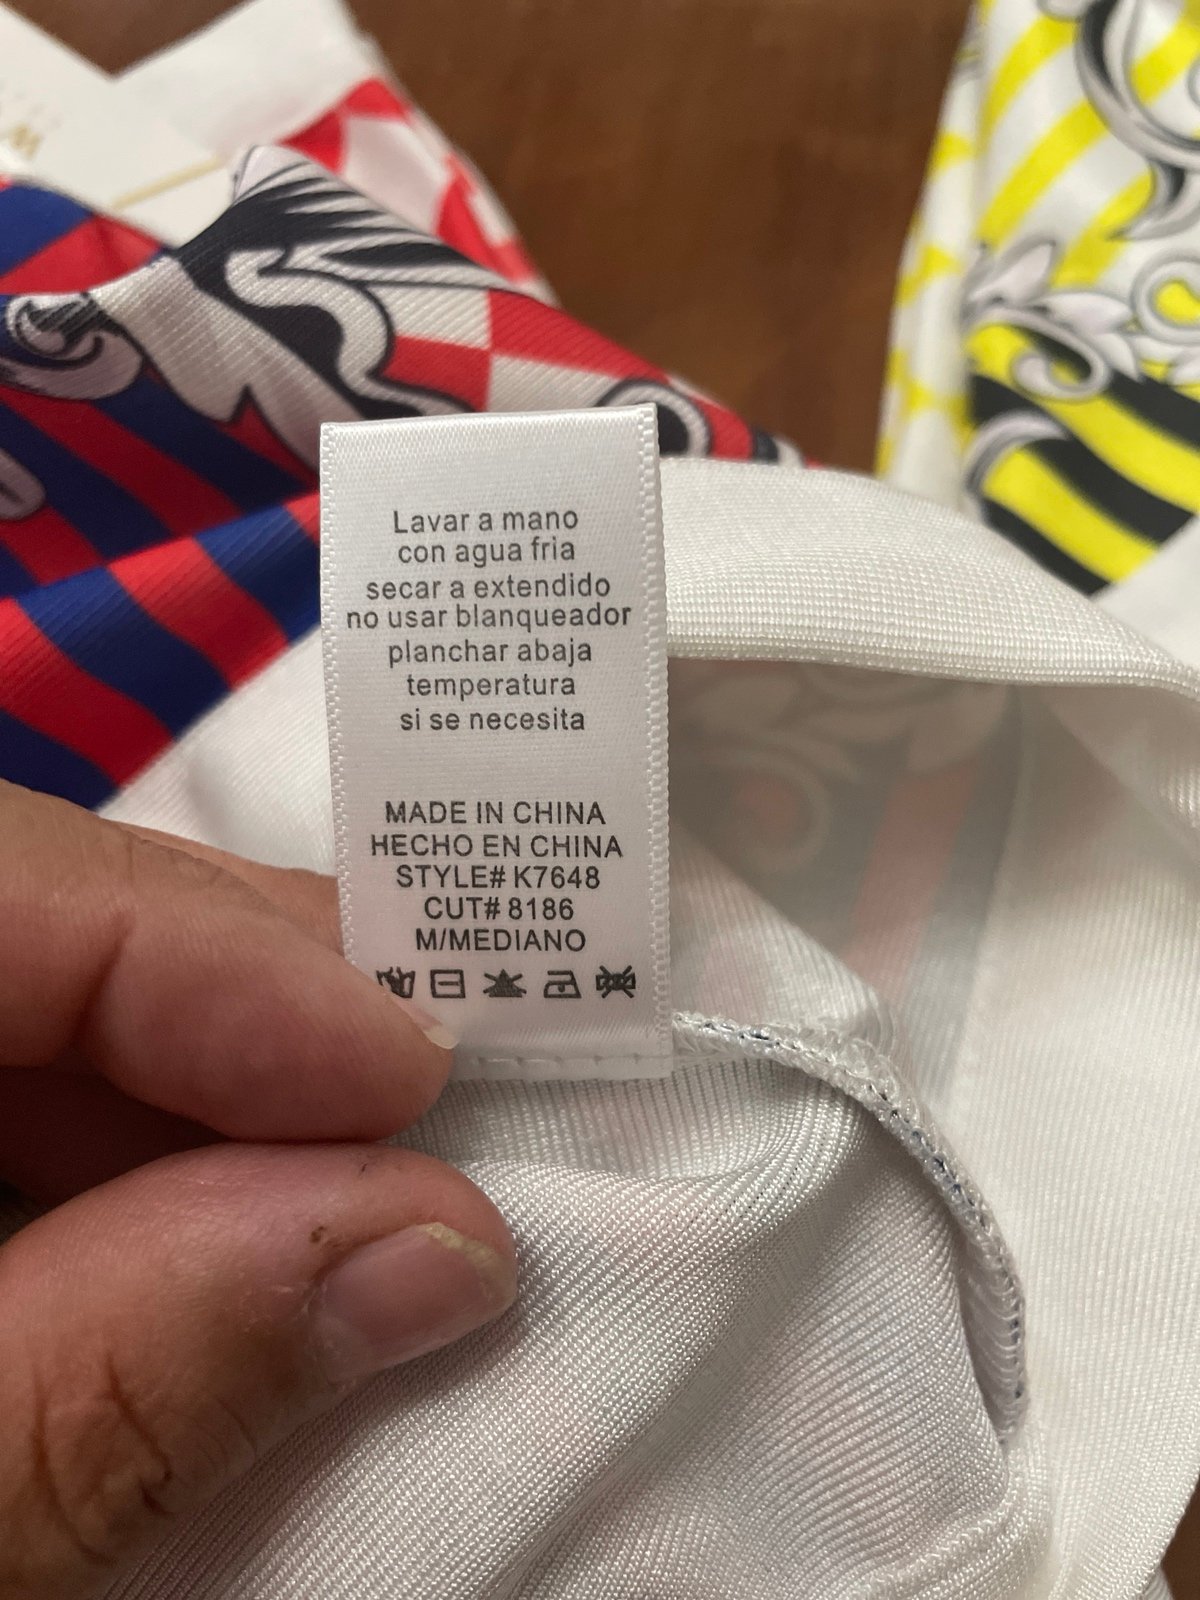 Lavar a mano
con agua fria
secar a extendido
no usar blanqueador
planchar abaja
temperatura
si se necesita
MADE IN CHINA
HECHO EN CHINA
STYLE# K7648
CUT# 8186
M/MEDIANO